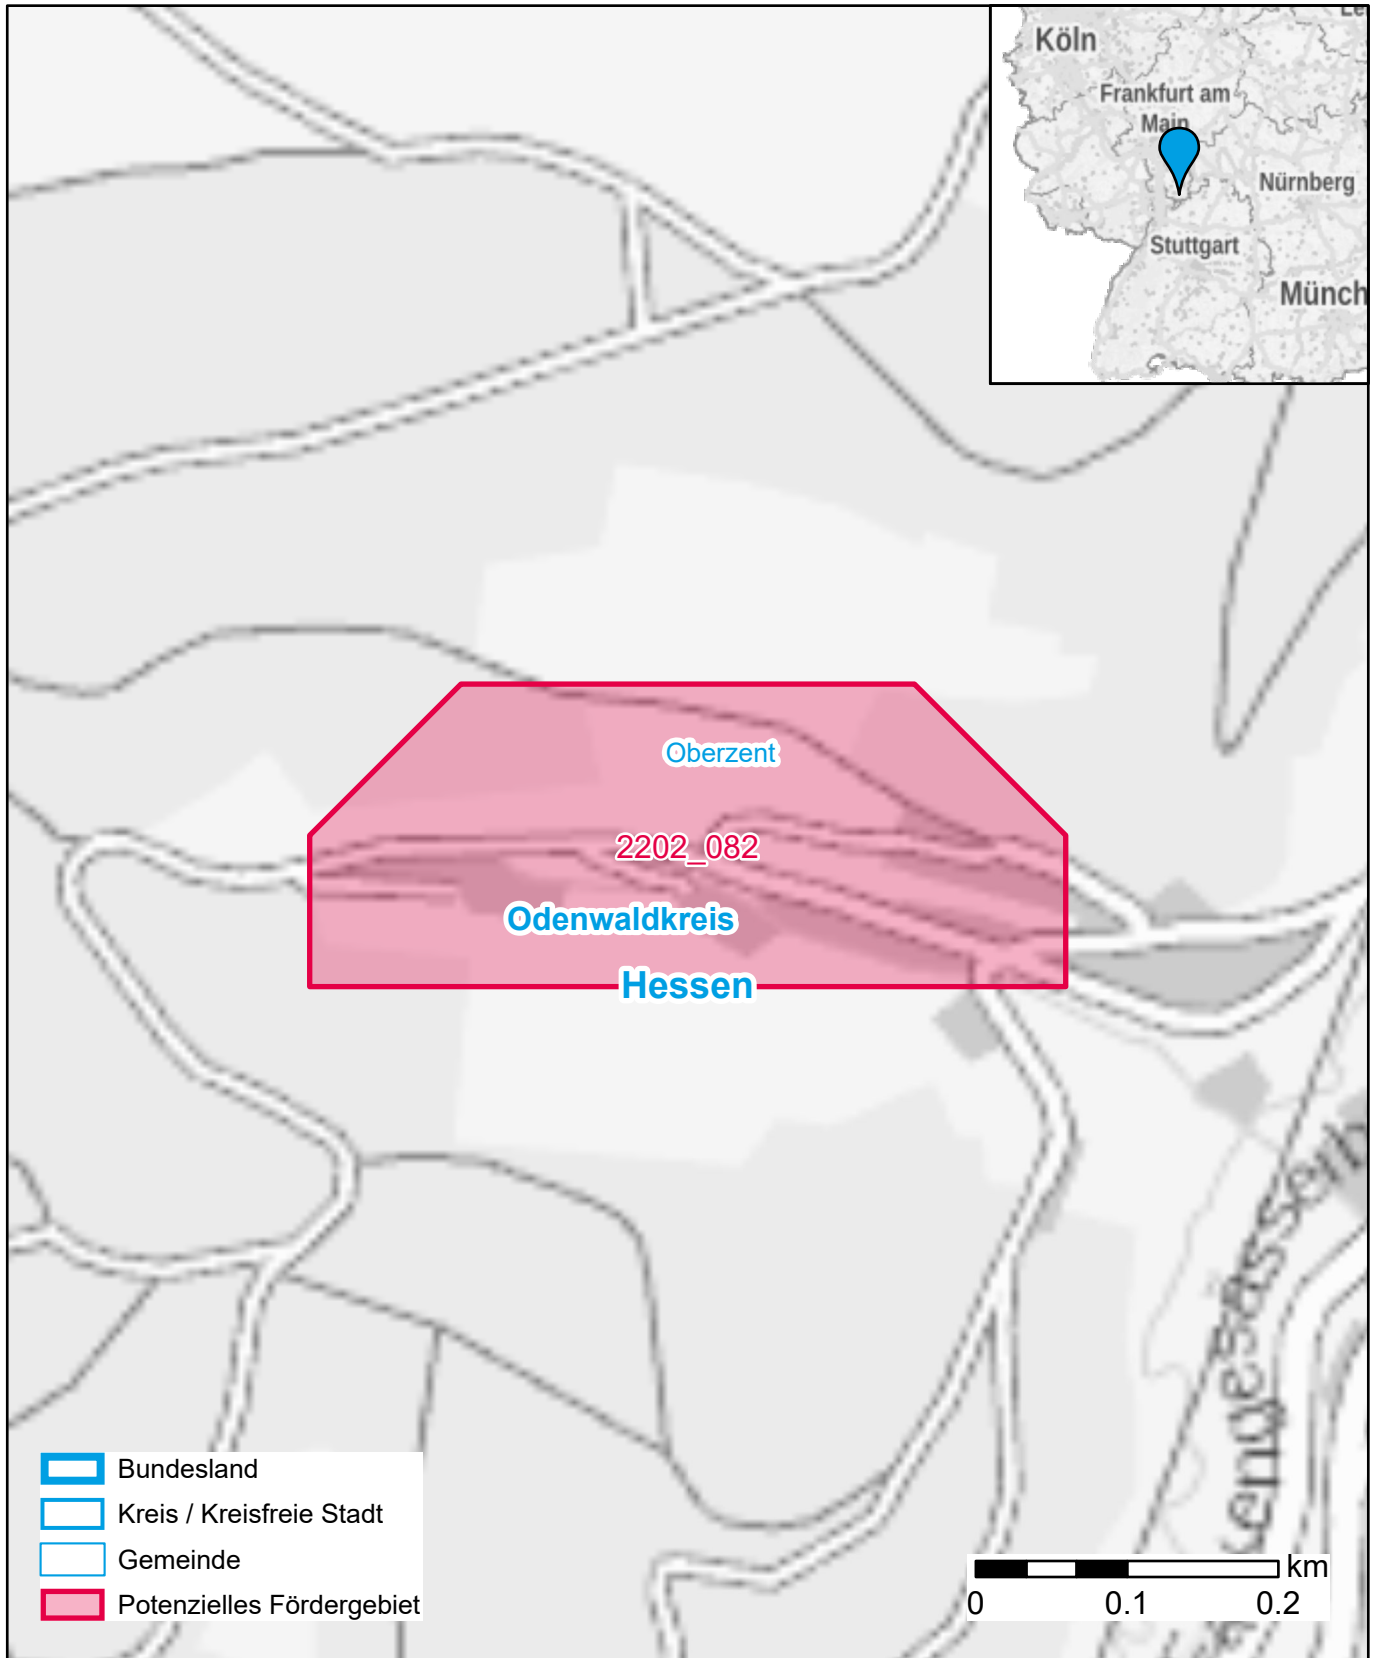 Köln
Frankfurt am
Main
Nürnberg
Stuttgart
Münch
Oberzent
2202_082
Odenwaldkreis
Hessen
Bundesland
Kreis / Kreisfreie Stadt
Gemeinde
Potenzielles Fördergebiet
km
0 0.1 0.2